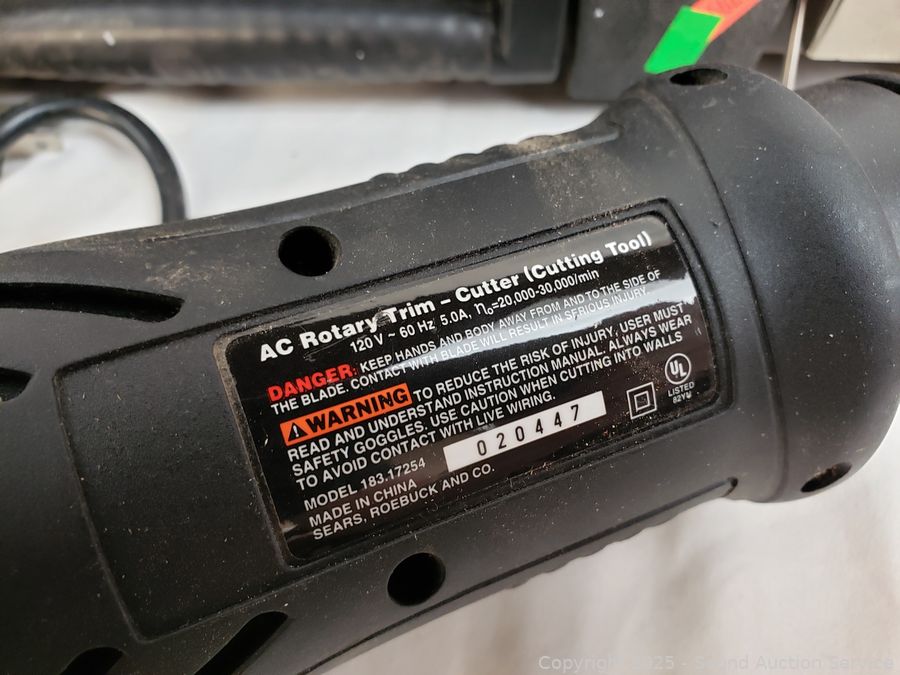 AC Rotary Trim - Cutter (Cutting Tool)
120V ~ 60 Hz 5.0A, n₀=20,000-30,000/min
DANGER: KEEP HANDS AND BODY AWAY FROM AND TO THE SIDE OF
THE BLADE. CONTACT WITH BLADE WILL RESULT IN SERIOUS INJURY.
WARNING TO REDUCE THE RISK OF INJURY, USER MUST
READ AND UNDERSTAND INSTRUCTION MANUAL. ALWAYS WEAR
SAFETY GOGGLES. USE CAUTION WHEN CUTTING INTO WALLS
TO AVOID CONTACT WITH LIVE WIRING.
MODEL 183.17254
020447
MADE IN CHINA
SEARS, ROEBUCK AND CO.
UL
LISTED
Copyright 2025 - Sound Auction Service